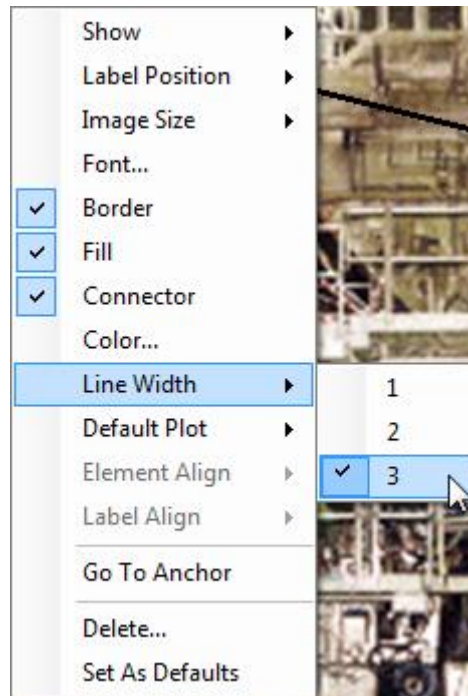 Show
Label Position
Image Size
Font...
Border
Fill
Connector
Color...
Line Width
1
2
3
Default Plot
Element Align
Label Align
Go To Anchor
Delete...
Set As Defaults